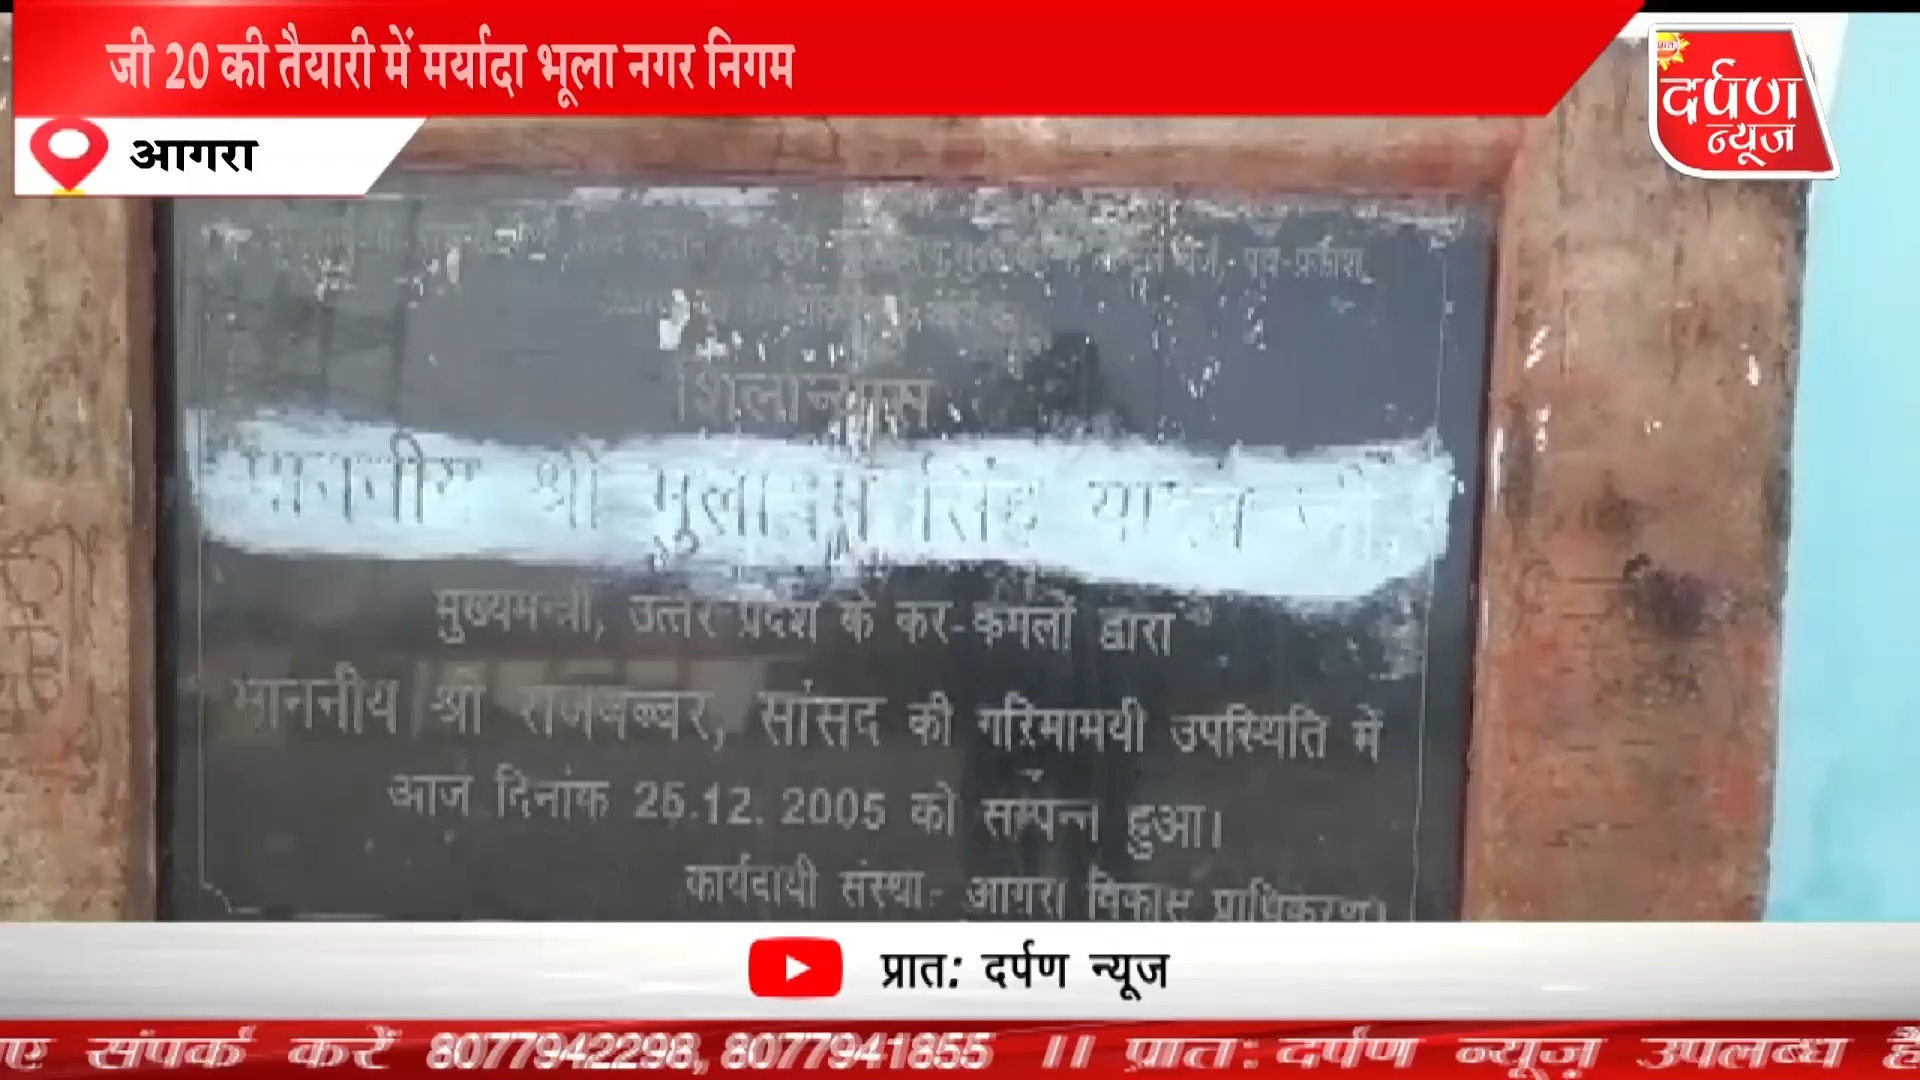 जी 20 की तैयारी में मर्यादा भूला नगर निगम
आगरा
प्रातः
दर्पण
न्यूज
पथ-प्रकाश
शिलान्यास
माननीय श्री मुलायम सिंह यादव जी
मुख्यमन्त्री, उत्तर प्रदेश के कर-कमलों द्वारा
माननीय श्री राजबब्बर, सांसद की गरिमामयी उपस्थिति में
आज दिनांक 25.12.2005 को सम्पन्न हुआ।
कार्यदायी संस्था:- आगरा विकास प्राधिकरण।
प्रात: दर्पण न्यूज
संपर्क करें 8077942298, 8077941855 ।। प्रात: दर्पण न्यूज़ उपलब्ध है